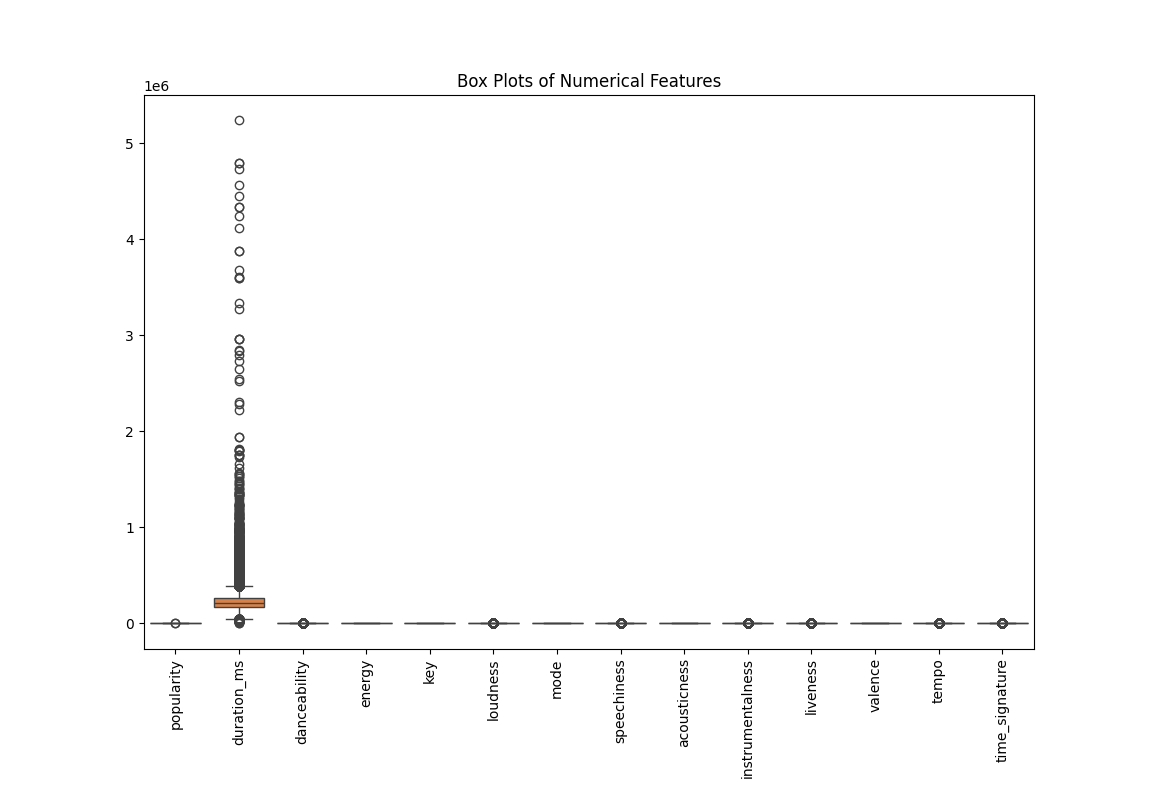 Box Plots of Numerical Features
1e6
5
4
3
2
1
0
popularity
duration_ms
danceability
energy
key
loudness
mode
speechiness
acousticness
instrumentalness
liveness
valence
tempo
time_signature